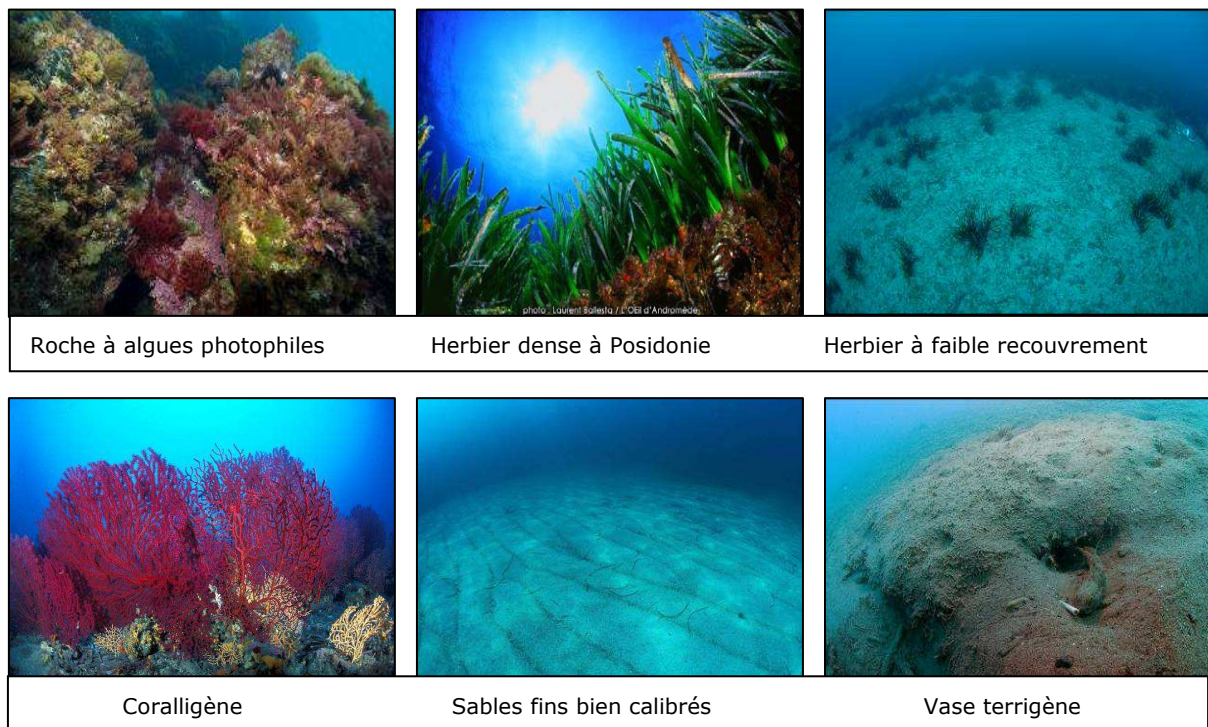 photo : Laurent Ballesta / L'OEil d'Andromède
Roche à algues photophiles
Herbier dense à Posidonie
Herbier à faible recouvrement
Coralligène
Sables fins bien calibrés
Vase terrigène